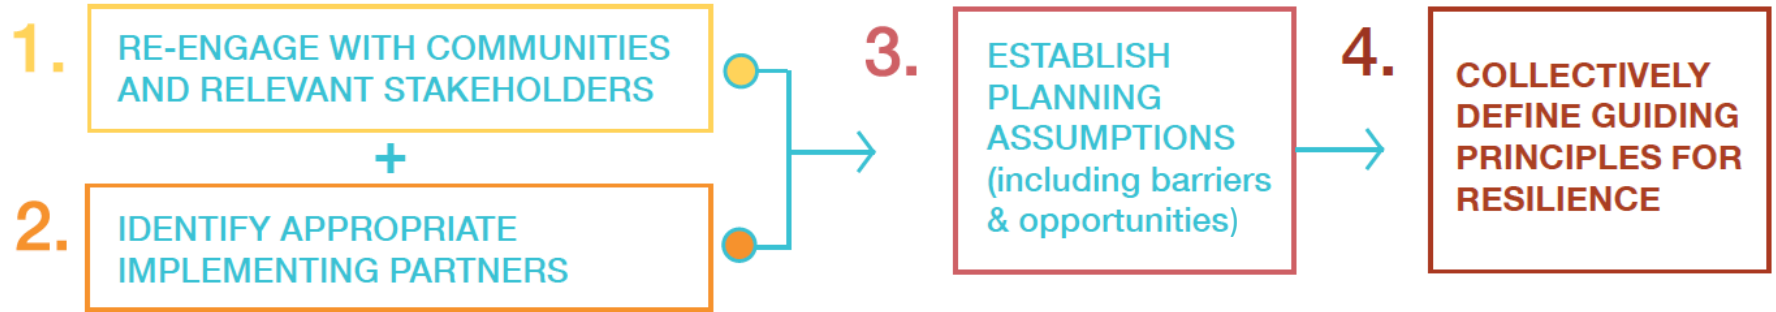 1.
RE-ENGAGE WITH COMMUNITIES
AND RELEVANT STAKEHOLDERS
+
2.
IDENTIFY APPROPRIATE
IMPLEMENTING PARTNERS
3.
ESTABLISH
PLANNING
ASSUMPTIONS
(including barriers
& opportunities)
4.
COLLECTIVELY
DEFINE GUIDING
PRINCIPLES FOR
RESILIENCE